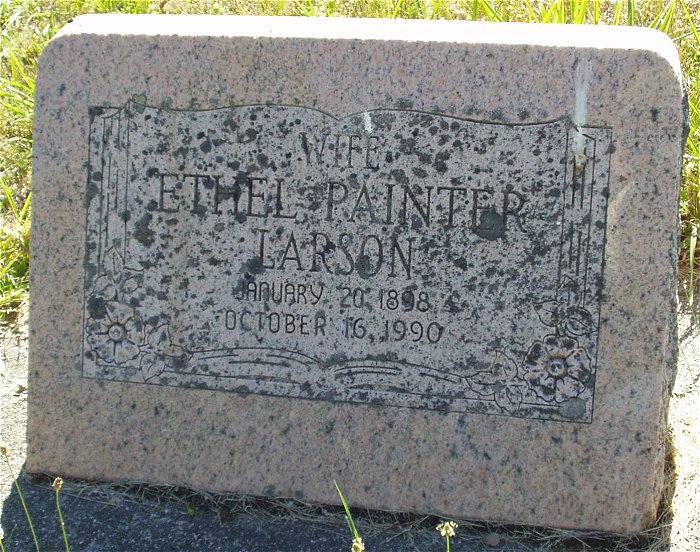 WIFE
ETHEL PAINTER
LARSON
JANUARY 20, 1898
OCTOBER 16, 1990